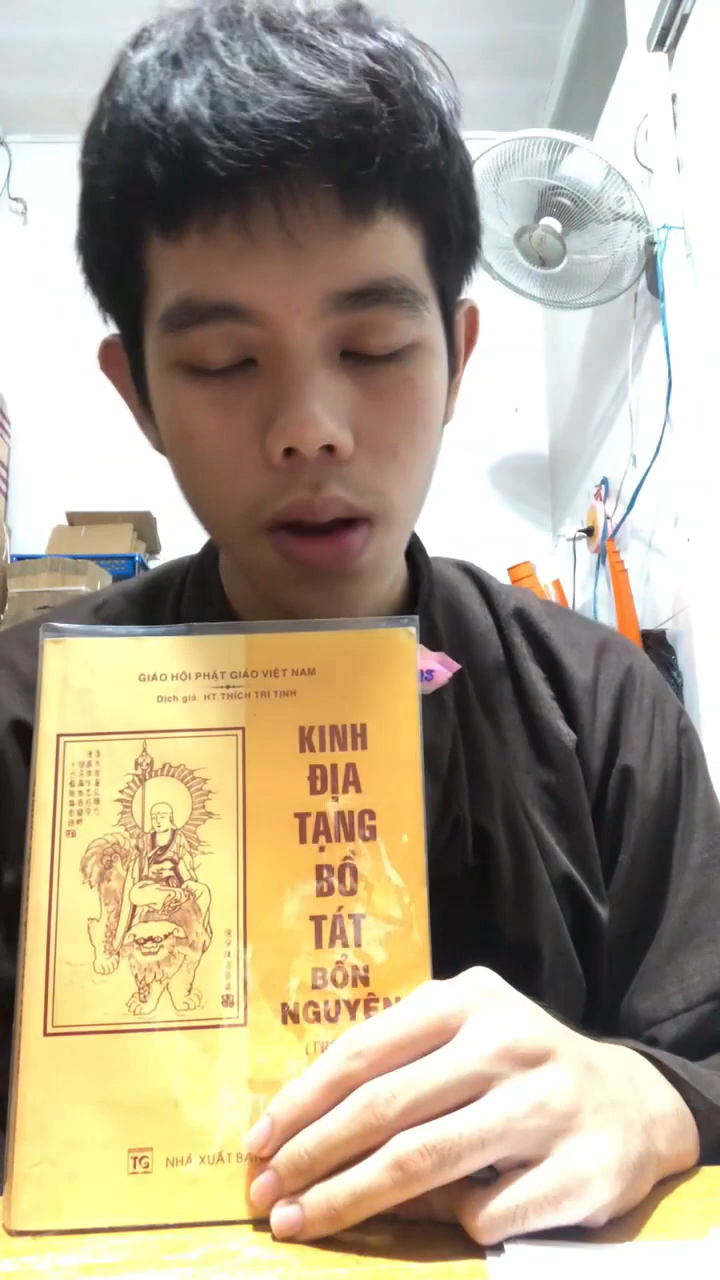 GIÁO HỘI PHẬT GIÁO VIỆT NAM
Dịch giả: HT.THÍCH TRÍ TỊNH
KINH
ĐỊA
TẠNG
BỒ
TÁT
BỔN
NGUYỆN
TG NHÀ XUẤT BẢN